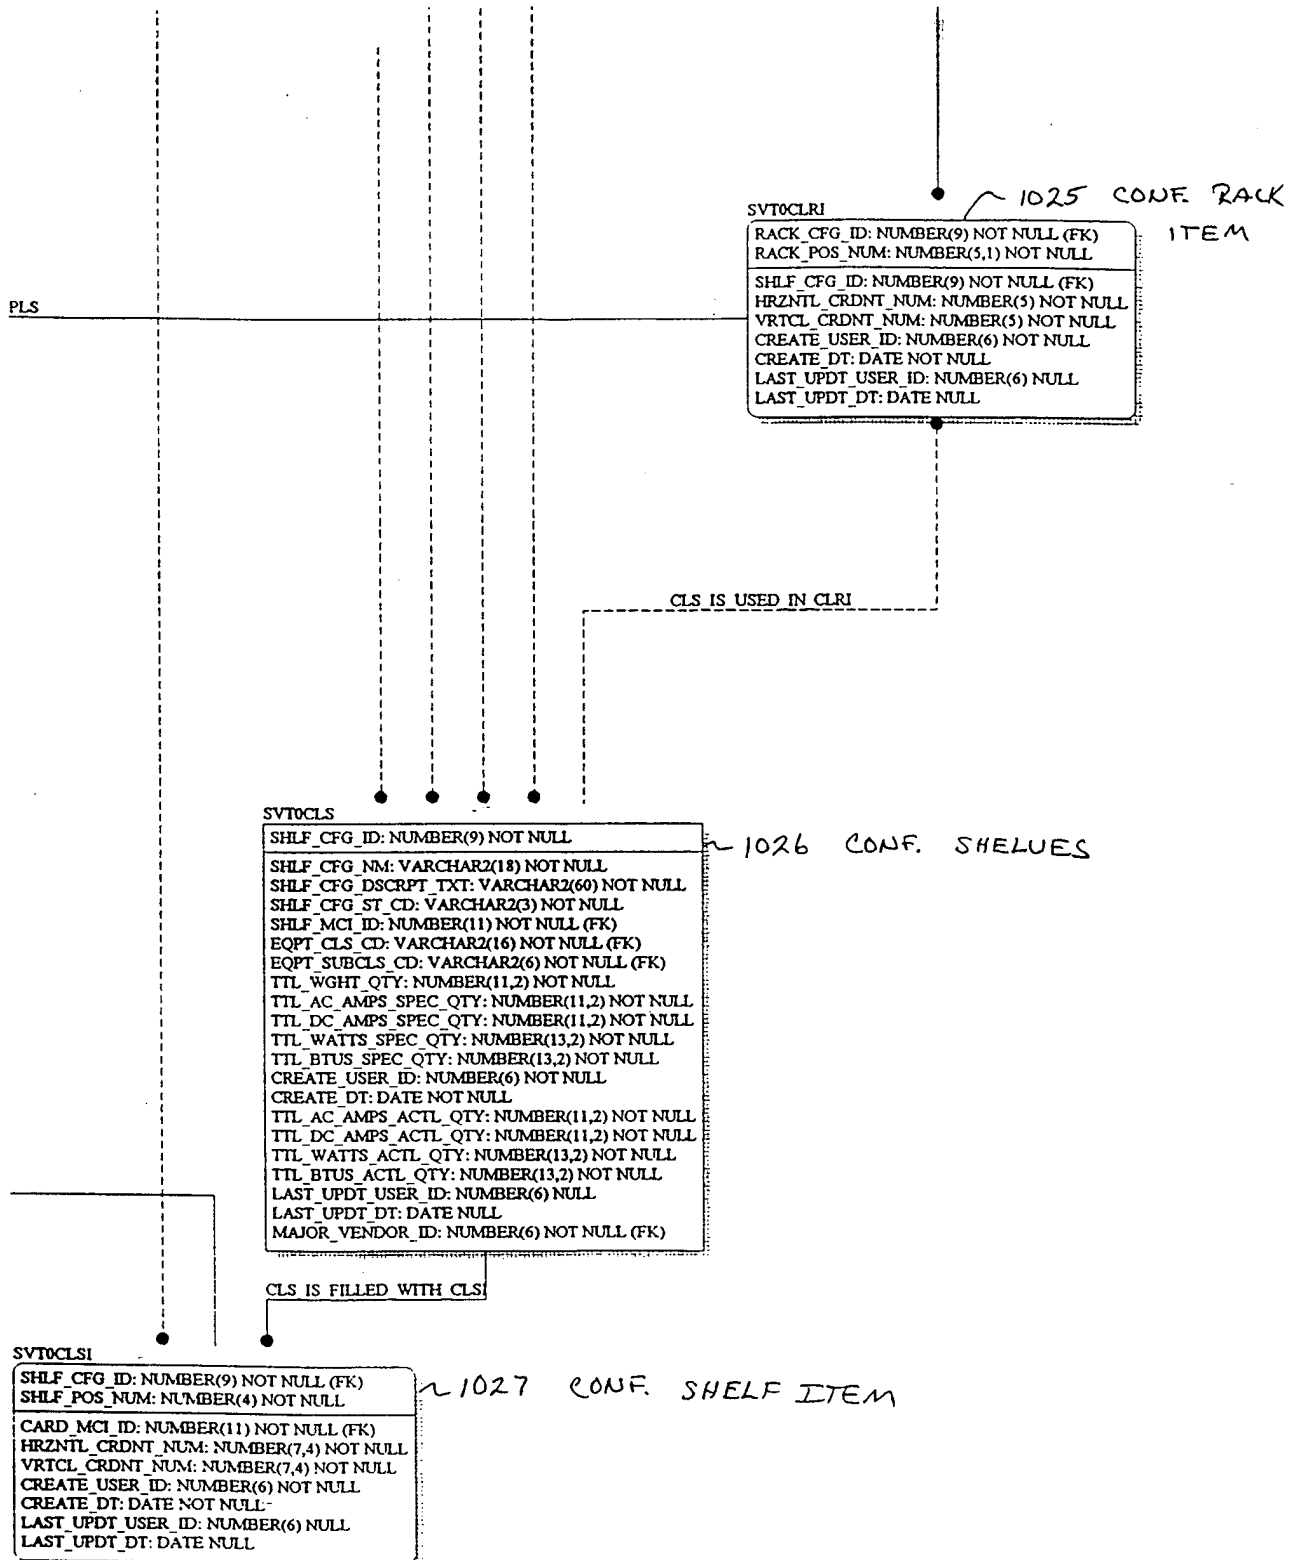 SVT0CLRI
1025 CONF. RACK
ITEM
RACK_CFG_ID: NUMBER(9) NOT NULL (FK)
RACK_POS_NUM: NUMBER(5,1) NOT NULL
SHLF_CFG_ID: NUMBER(9) NOT NULL (FK)
HRZNTL_CRDNT_NUM: NUMBER(5) NOT NULL
VRTCL_CRDNT_NUM: NUMBER(5) NOT NULL
CREATE_USER_ID: NUMBER(6) NOT NULL
CREATE_DT: DATE NOT NULL
LAST_UPDT_USER_ID: NUMBER(6) NULL
LAST_UPDT_DT: DATE NULL
PLS
CLS IS USED IN CLRI
SVT0CLS
SHLF_CFG_ID: NUMBER(9) NOT NULL
1026 CONF. SHELVES
SHLF_CFG_NM: VARCHAR2(18) NOT NULL
SHLF_CFG_DSCRPT_TXT: VARCHAR2(60) NOT NULL
SHLF_CFG_ST_CD: VARCHAR2(3) NOT NULL
SHLF_MCI_ID: NUMBER(11) NOT NULL (FK)
EQPT_CLS_CD: VARCHAR2(16) NOT NULL (FK)
EQPT_SUBCLS_CD: VARCHAR2(6) NOT NULL (FK)
TTL_WGHT_QTY: NUMBER(11,2) NOT NULL
TTL_AC_AMPS_SPEC_QTY: NUMBER(11,2) NOT NULL
TTL_DC_AMPS_SPEC_QTY: NUMBER(11,2) NOT NULL
TTL_WATTS_SPEC_QTY: NUMBER(13,2) NOT NULL
TTL_BTUS_SPEC_QTY: NUMBER(13,2) NOT NULL
CREATE_USER_ID: NUMBER(6) NOT NULL
CREATE_DT: DATE NOT NULL
TTL_AC_AMPS_ACTL_QTY: NUMBER(11,2) NOT NULL
TTL_DC_AMPS_ACTL_QTY: NUMBER(11,2) NOT NULL
TTL_WATTS_ACTL_QTY: NUMBER(13,2) NOT NULL
TTL_BTUS_ACTL_QTY: NUMBER(13,2) NOT NULL
LAST_UPDT_USER_ID: NUMBER(6) NULL
LAST_UPDT_DT: DATE NULL
MAJOR_VENDOR_ID: NUMBER(6) NOT NULL (FK)
CLS IS FILLED WITH CLSI
SVT0CLSI
SHLF_CFG_ID: NUMBER(9) NOT NULL (FK)
SHLF_POS_NUM: NUMBER(4) NOT NULL
1027 CONF. SHELF ITEM
CARD_MCI_ID: NUMBER(11) NOT NULL (FK)
HRZNTL_CRDNT_NUM: NUMBER(7,4) NOT NULL
VRTCL_CRDNT_NUM: NUMBER(7,4) NOT NULL
CREATE_USER_ID: NUMBER(6) NOT NULL
CREATE_DT: DATE NOT NULL
LAST_UPDT_USER_ID: NUMBER(6) NULL
LAST_UPDT_DT: DATE NULL